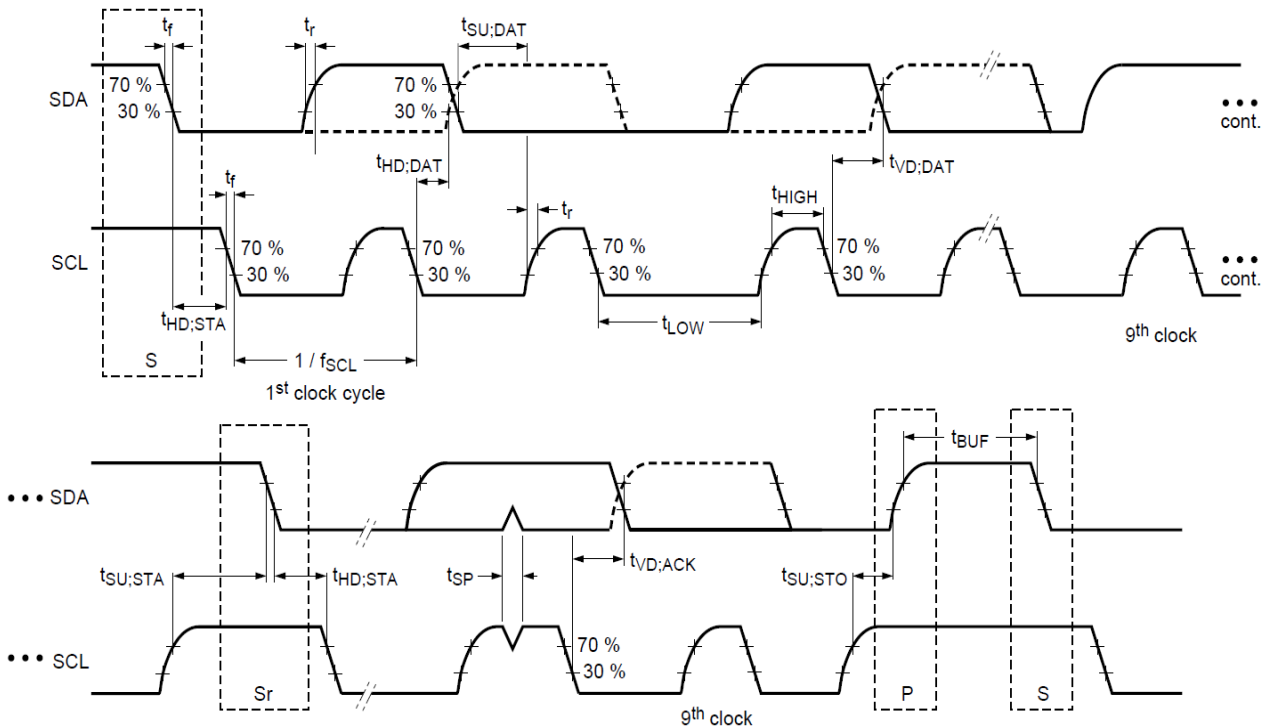 tf tr tSU;DAT
70 % 70 %
SDA
30 % 30 %
cont.
tHD;DAT tVD;DAT
tf tr tHIGH
70 % 70 % 70 % 70 %
SCL
30 % 30 % 30 % 30 %
cont.
tHD;STA tLOW
9th clock
S 1 / fSCL
1st clock cycle
tBUF
SDA
tSU;STA tHD;STA tSP tVD;ACK tSU;STO
70 %
SCL
30 %
Sr P S
9th clock